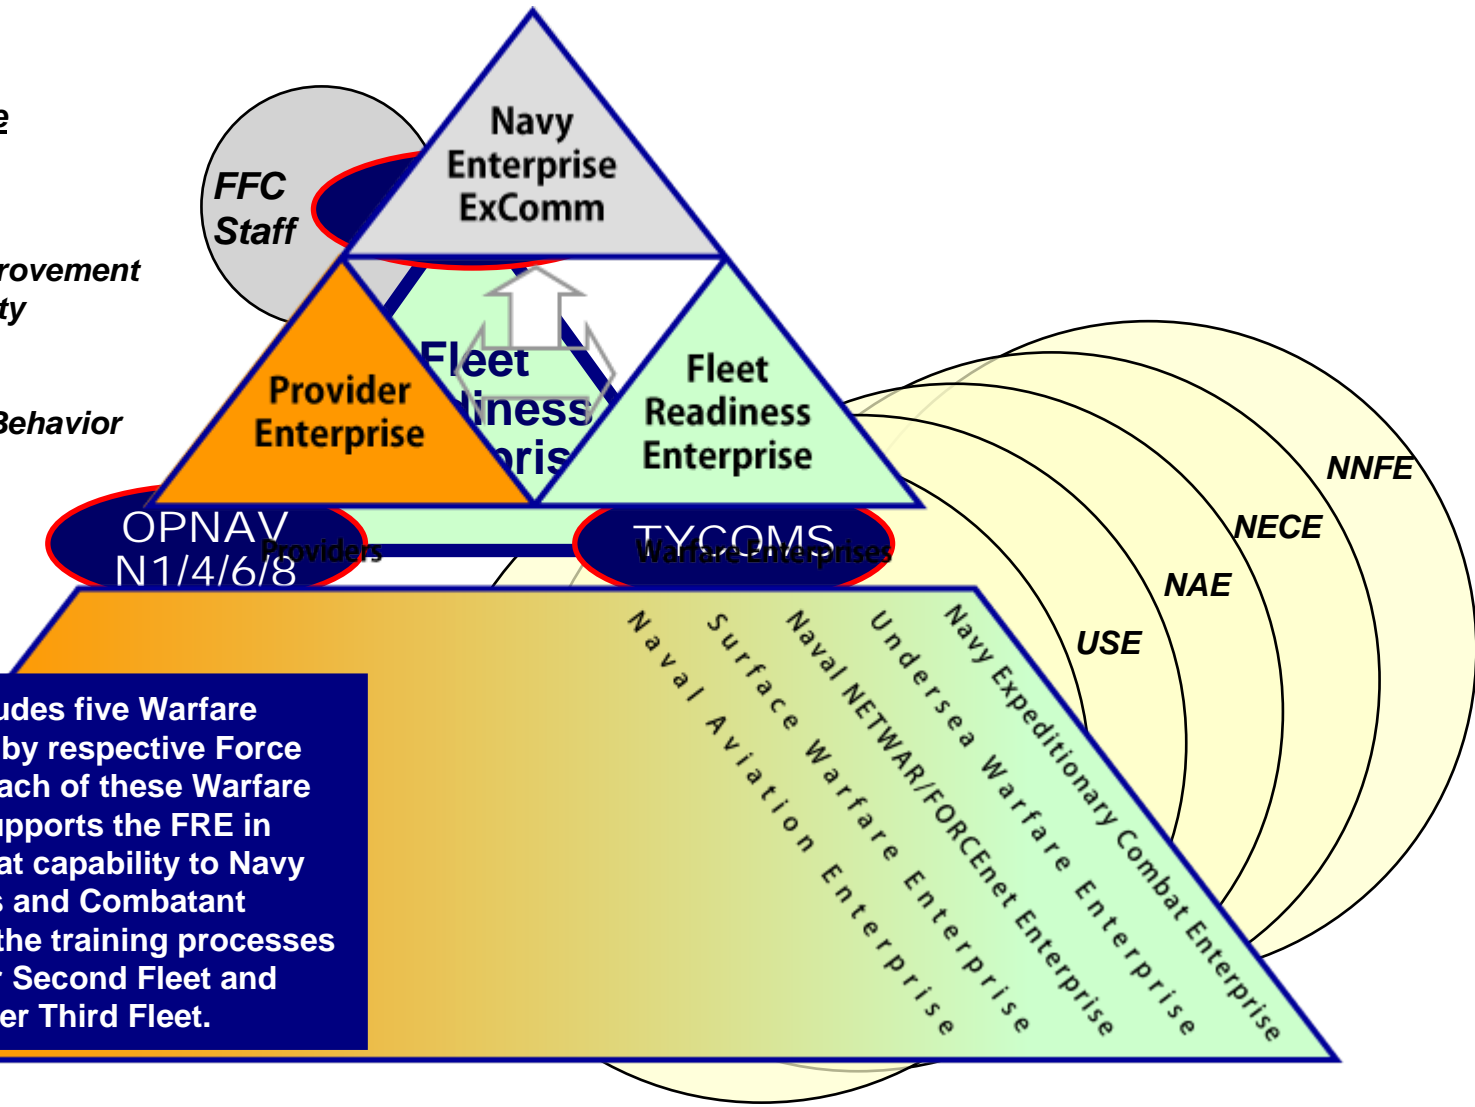 Navy
Enterprise
ExComm
FFC
Staff
rovement
ty
Behavior
Fleet
diness
pris
Provider
Enterprise
Fleet
Readiness
Enterprise
OPNAV
N1/4/6/8
Providers
TYCOMS
Warfare Enterprises
NNFE
NECE
NAE
USE
Naval Aviation Enterprise
Surface Warfare Enterprise
Naval NETWAR/FORCEnet Enterprise
Undersea Warfare Enterprise
Navy Expeditionary Combat Enterprise
udes five Warfare
by respective Force
ach of these Warfare
upports the FRE in
at capability to Navy
s and Combatant
the training processes
r Second Fleet and
er Third Fleet.